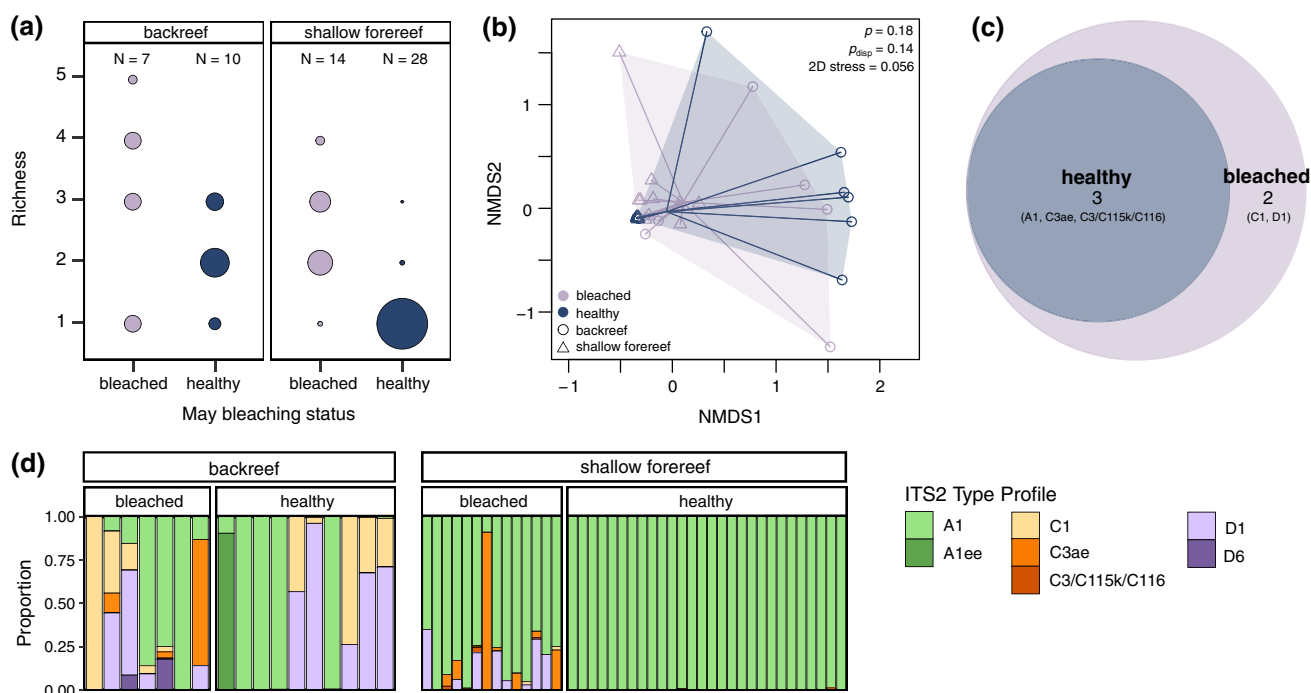 (a)
backreef
shallow forereef
N = 7
N = 10
N = 14
N = 28
5
4
3
2
1
Richness
bleached
healthy
bleached
healthy
May bleaching status
(b)
p = 0.18
pdisp = 0.14
2D stress = 0.056
1
0
−1
NMDS2
bleached
healthy
backreef
shallow forereef
−1
0
1
2
NMDS1
(c)
healthy
3
(A1, C3ae, C3/C115k/C116)
bleached
2
(C1, D1)
(d)
backreef
shallow forereef
bleached
healthy
bleached
healthy
1.00
0.75
0.50
0.25
0.00
Proportion
ITS2 Type Profile
A1
A1ee
C1
C3ae
C3/C115k/C116
D1
D6